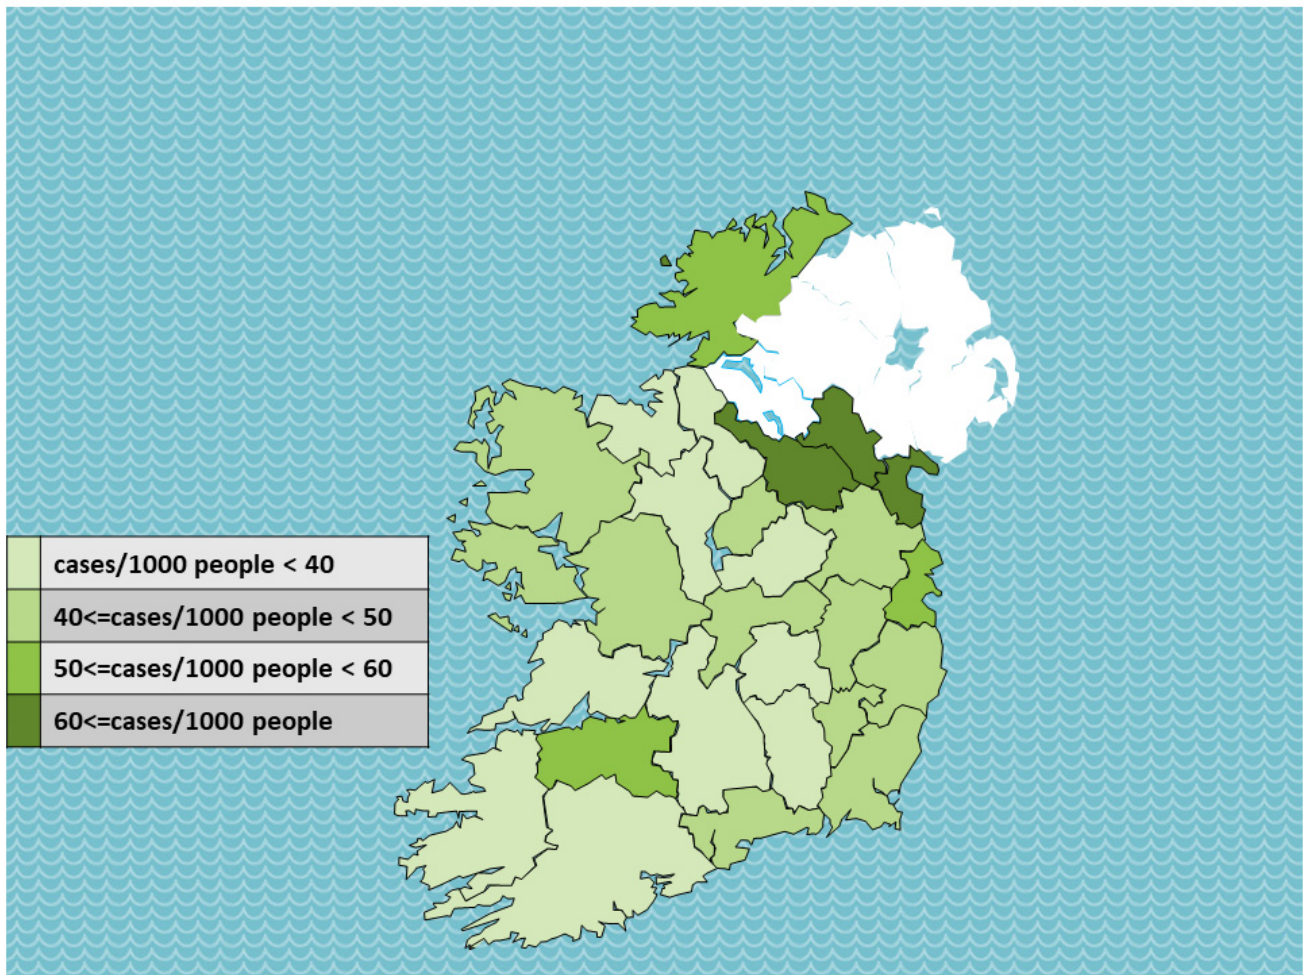 cases/1000 people < 40
40<=cases/1000 people < 50
50<=cases/1000 people < 60
60<=cases/1000 people